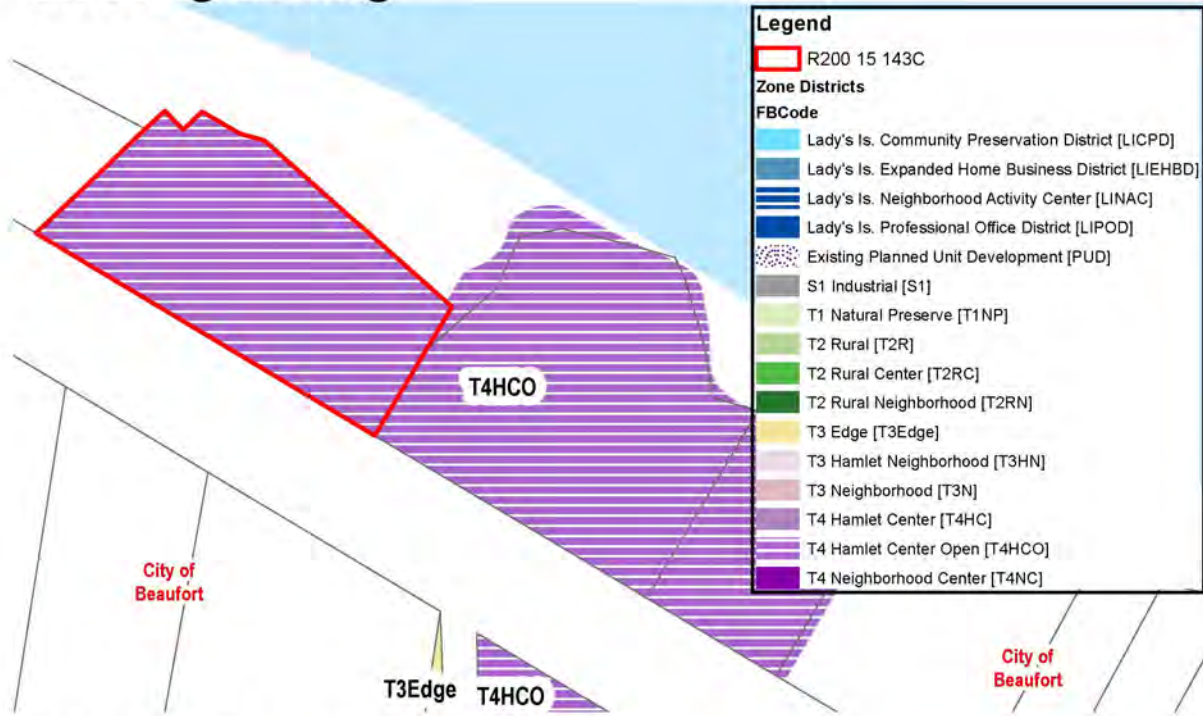 Legend
R200 15 143C
Zone Districts
FBCode
Lady's Is. Community Preservation District [LICPD]
Lady's Is. Expanded Home Business District [LIEHBD]
Lady's Is. Neighborhood Activity Center [LINAC]
Lady's Is. Professional Office District [LIPOD]
Existing Planned Unit Development [PUD]
S1 Industrial [S1]
T1 Natural Preserve [T1NP]
T2 Rural [T2R]
T2 Rural Center [T2RC]
T2 Rural Neighborhood [T2RN]
T3 Edge [T3Edge]
T3 Hamlet Neighborhood [T3HN]
T3 Neighborhood [T3N]
T4 Hamlet Center [T4HC]
T4 Hamlet Center Open [T4HCO]
T4 Neighborhood Center [T4NC]
T4HCO
City of
Beaufort
T3Edge
T4HCO
City of
Beaufort